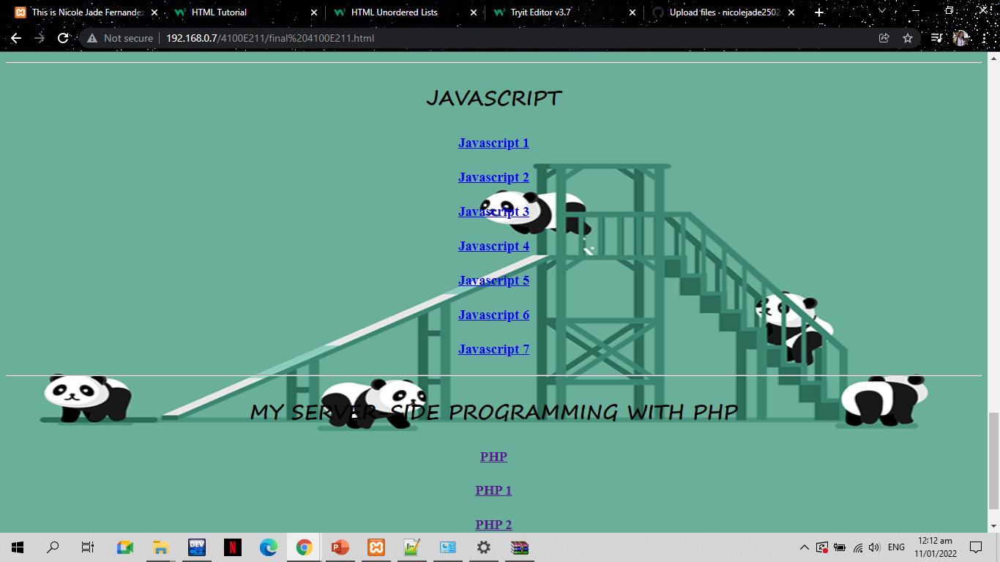 This is Nicole Jade Fernandez
HTML Tutorial
HTML Unordered Lists
Tryit Editor v3.7
Upload files · nicolejade2502
Not secure
192.168.0.7/4100E211/final%204100E211.html
JAVASCRIPT
Javascript 1
Javascript 2
Javascript 3
Javascript 4
Javascript 5
Javascript 6
Javascript 7
MY SERVER-SIDE PROGRAMMING WITH PHP
PHP
PHP 1
PHP 2
DEV
N
ENG
12:12 am
11/01/2022